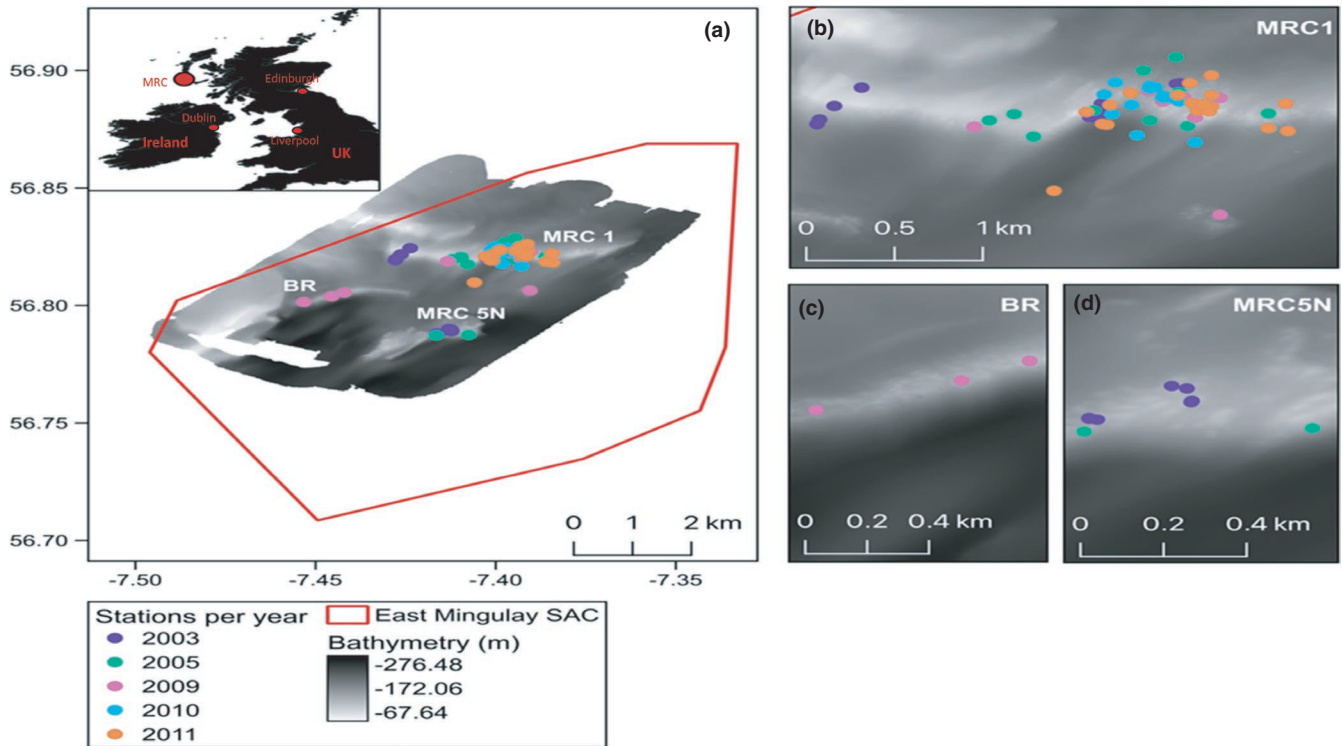 (a)
MRC
Edinburgh
Dublin
Ireland
Liverpool
UK
56.90
56.85
56.80
56.75
56.70
-7.50
-7.45
-7.40
-7.35
MRC 1
BR
MRC 5N
0 1 2 km
(b)
MRC1
0 0.5 1 km
(c)
BR
0 0.2 0.4 km
(d)
MRC5N
0 0.2 0.4 km
Stations per year
2003
2005
2009
2010
2011
East Mingulay SAC
Bathymetry (m)
-276.48
-172.06
-67.64